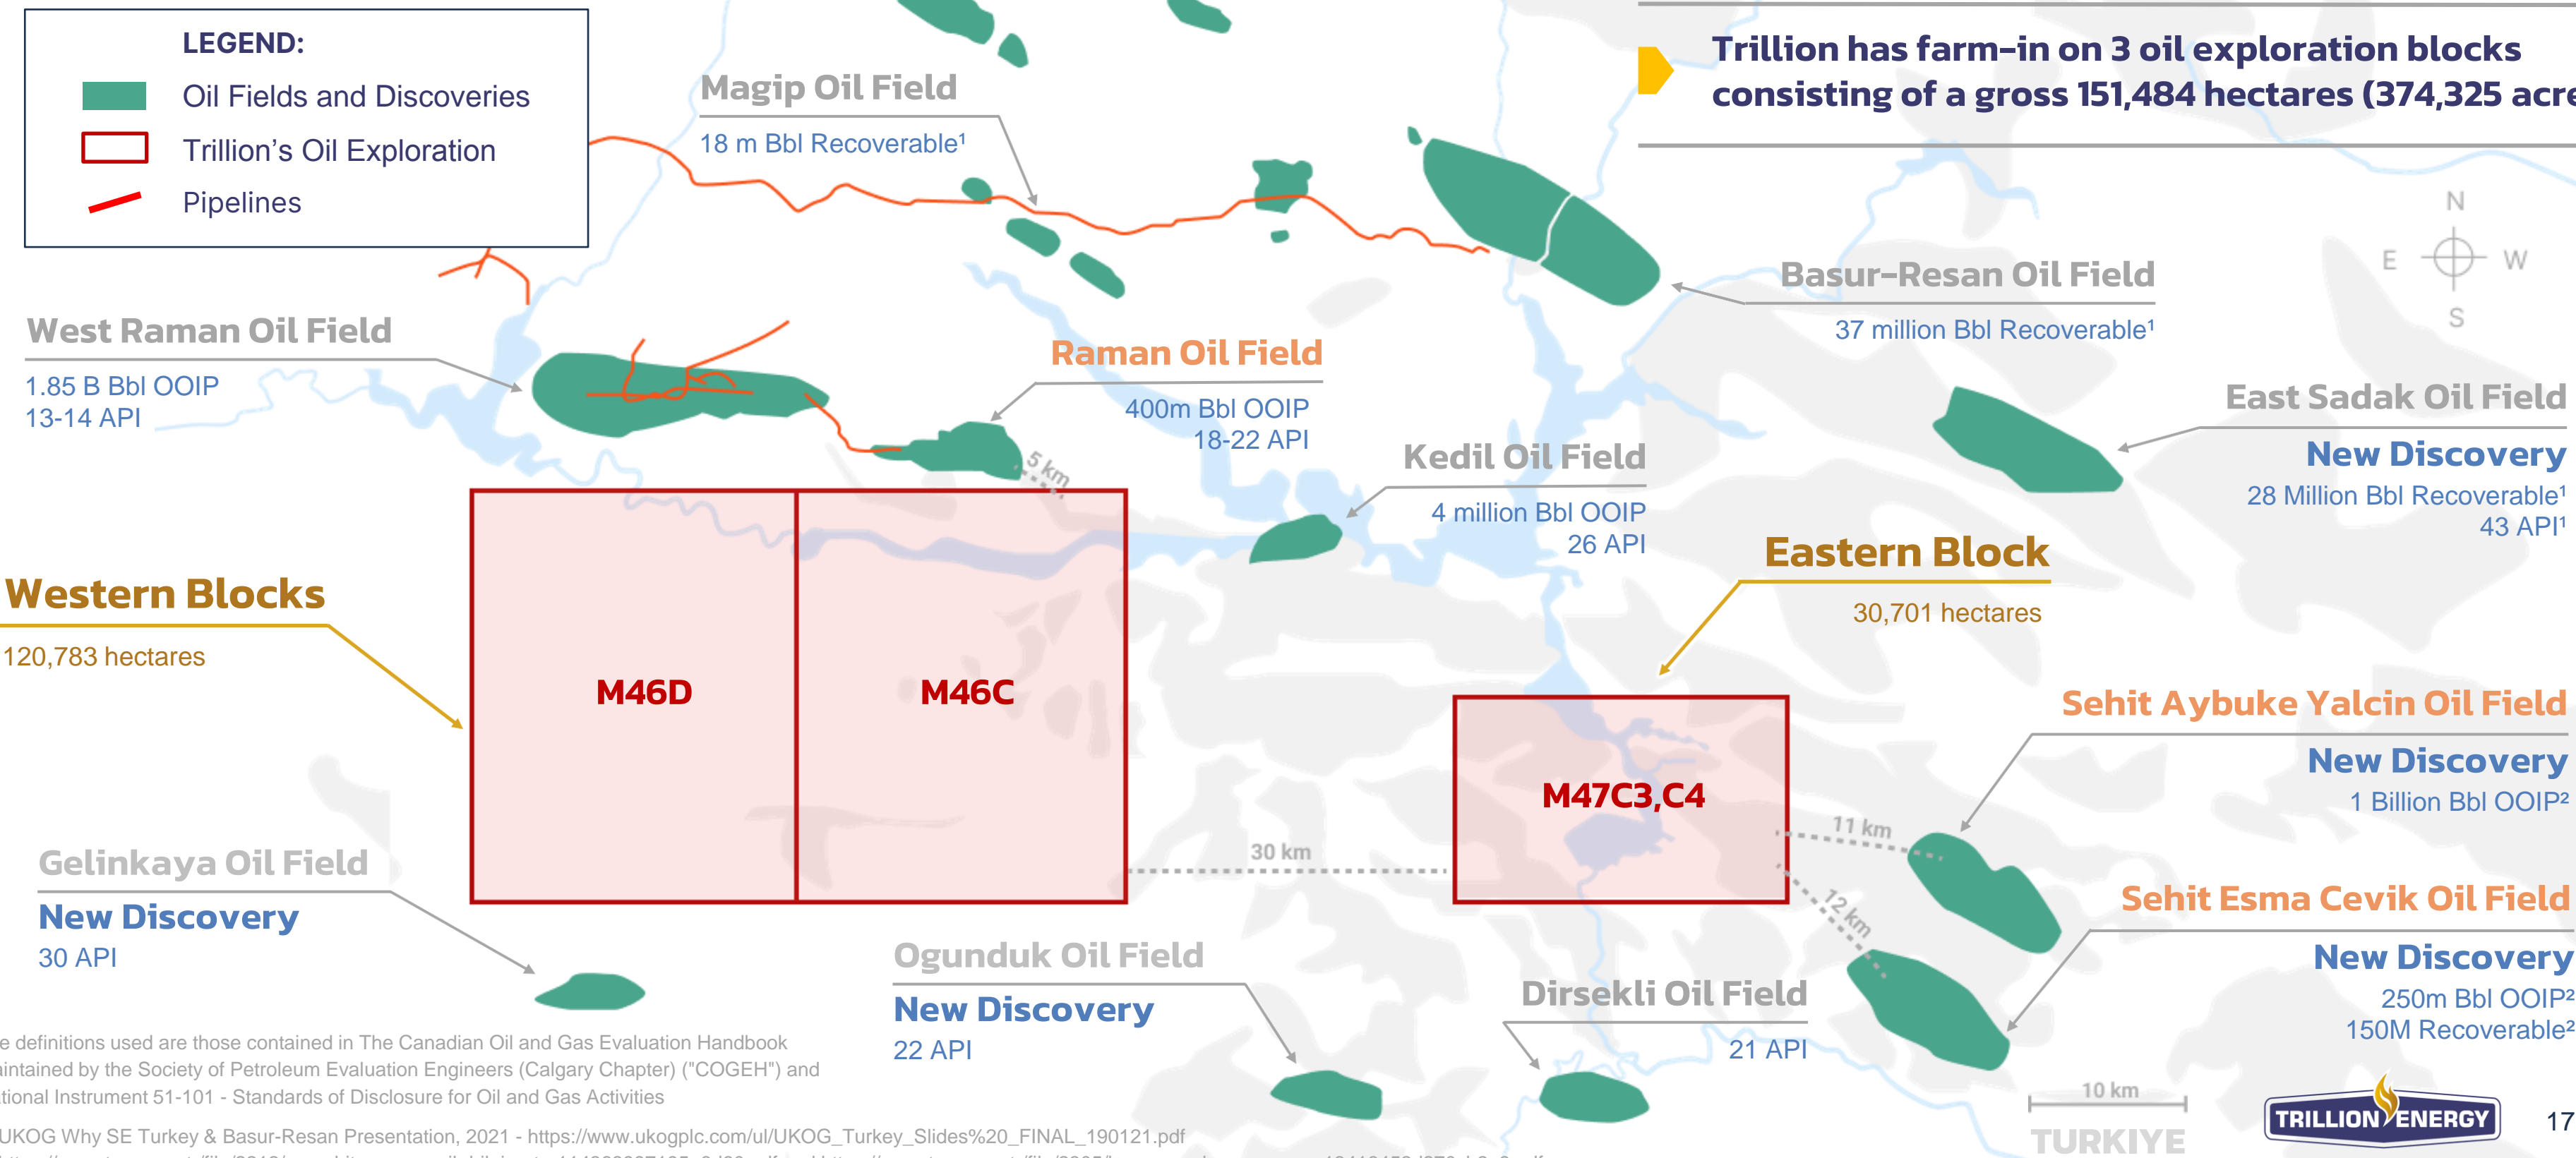 LEGEND:
Oil Fields and Discoveries
Trillion's Oil Exploration
Pipelines
Trillion has farm-in on 3 oil exploration blocks
consisting of a gross 151,484 hectares (374,325 acre
Magip Oil Field
18 m Bbl Recoverable¹
N
E W
S
Basur-Resan Oil Field
37 million Bbl Recoverable¹
West Raman Oil Field
1.85 B Bbl OOIP
13-14 API
Raman Oil Field
400m Bbl OOIP
18-22 API
5 km
Kedil Oil Field
4 million Bbl OOIP
26 API
East Sadak Oil Field
New Discovery
28 Million Bbl Recoverable¹
43 API¹
Western Blocks
120,783 hectares
M46D
M46C
Eastern Block
30,701 hectares
M47C3,C4
30 km
11 km
12 km
Sehit Aybuke Yalcin Oil Field
New Discovery
1 Billion Bbl OOIP²
Sehit Esma Cevik Oil Field
New Discovery
250m Bbl OOIP²
150M Recoverable²
Gelinkaya Oil Field
New Discovery
30 API
Ogunduk Oil Field
New Discovery
22 API
Dirsekli Oil Field
21 API
e definitions used are those contained in The Canadian Oil and Gas Evaluation Handbook
aintained by the Society of Petroleum Evaluation Engineers (Calgary Chapter) ("COGEH") and
ational Instrument 51-101 - Standards of Disclosure for Oil and Gas Activities
UKOG Why SE Turkey & Basur-Resan Presentation, 2021 - https://www.ukogplc.com/ul/UKOG_Turkey_Slides%20_FINAL_190121.pdf
10 km
TURKIYE
TRILLION ENERGY
17